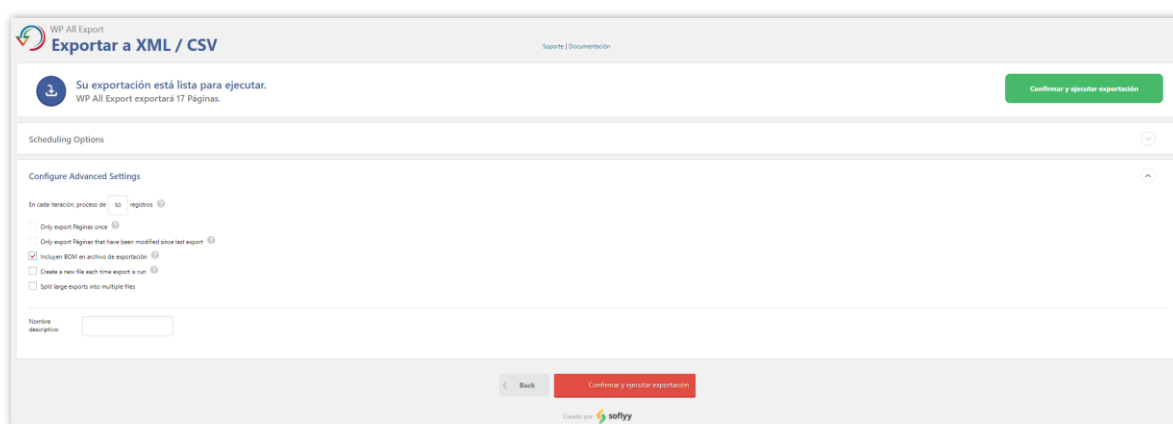 WP All Export
Exportar a XML / CSV
Soporte | Documentación
Su exportación está lista para ejecutar.
WP All Export exportará 17 Páginas.
Confirmar y ejecutar exportación
Scheduling Options
Configure Advanced Settings
En cada iteración, proceso de 50 registros
Only export Páginas once
Only export Páginas that have been modified since last export
Incluyen BOM en archivo de exportación
Create a new file each time export is run
Split large exports into multiple files
Nombre
descriptivo:
Back
Confirmar y ejecutar exportación
Creado por soflyy